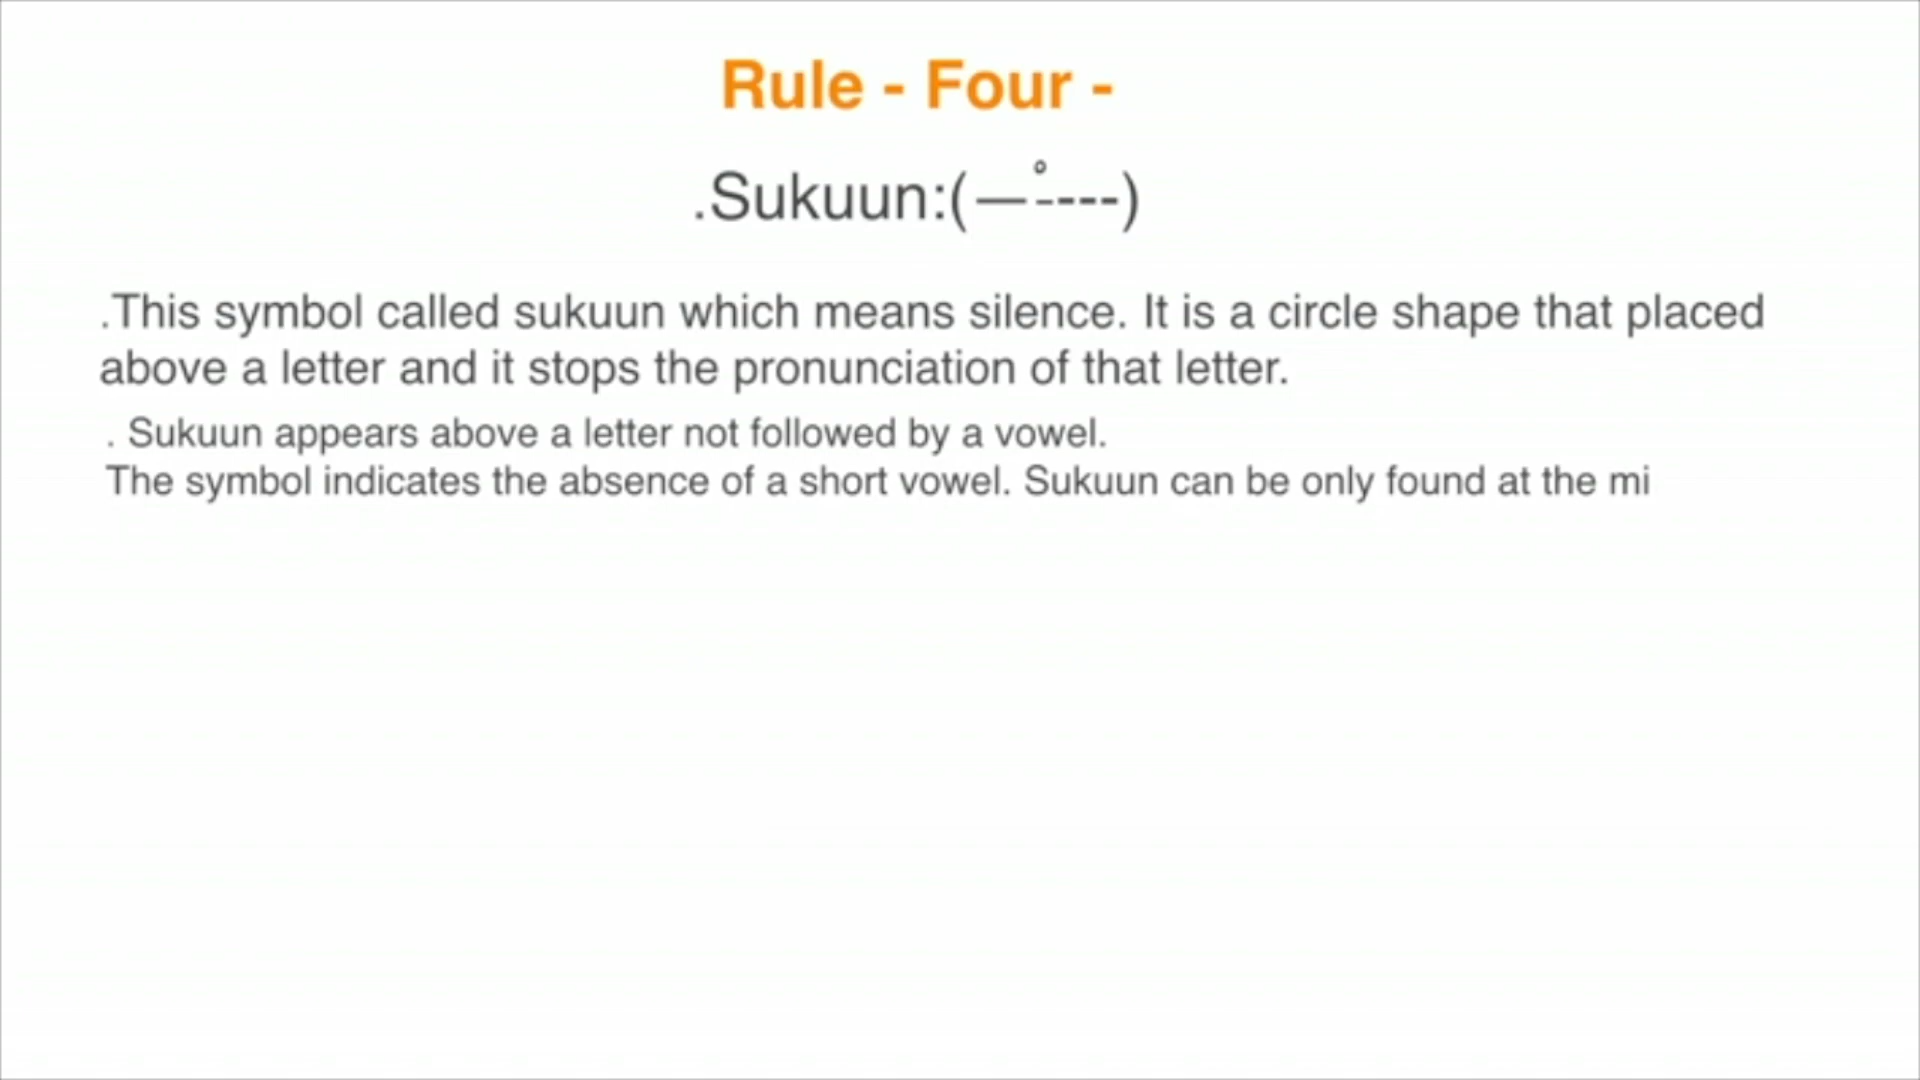 Rule - Four -
.Sukuun:(—-ْ---)
.This symbol called sukuun which means silence. It is a circle shape that placed
above a letter and it stops the pronunciation of that letter.
. Sukuun appears above a letter not followed by a vowel.
The symbol indicates the absence of a short vowel. Sukuun can be only found at the mi